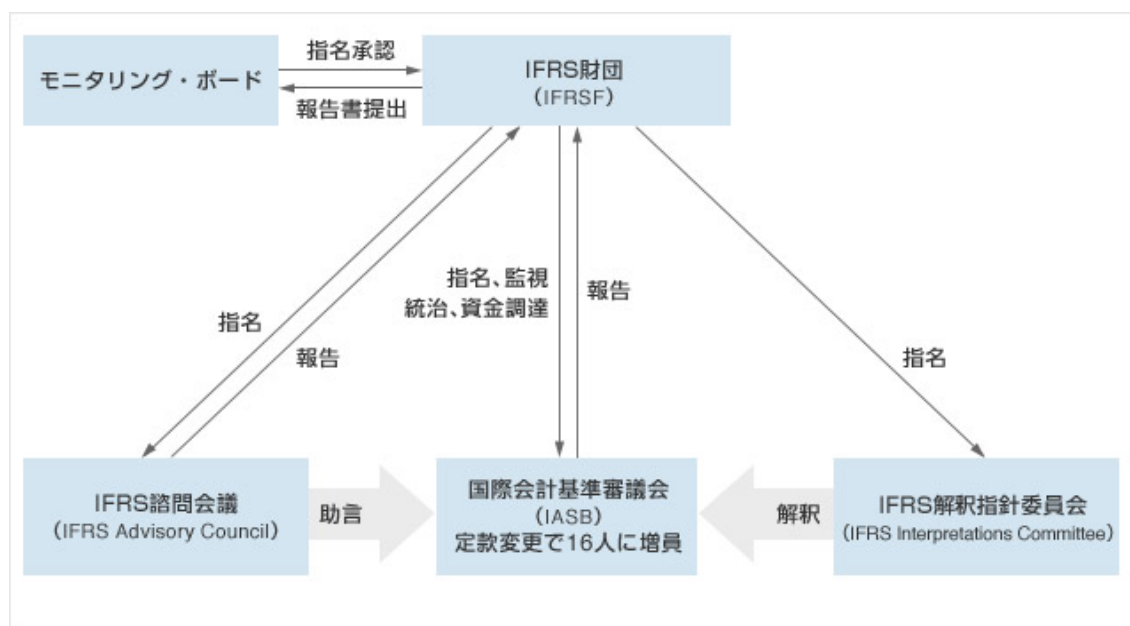 モニタリング・ボード
指名承認
報告書提出
IFRS財団
（IFRSF）
指名、監視
統治、資金調達
報告
指名
報告
指名
IFRS諮問会議
（IFRS Advisory Council）
助言
国際会計基準審議会
（IASB）
定款変更で16人に増員
解釈
IFRS解釈指針委員会
（IFRS Interpretations Committee）